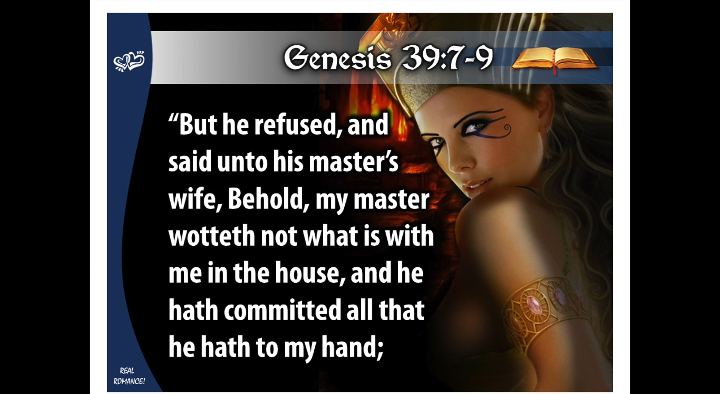 Genesis 39:7-9
“But he refused, and
said unto his master’s
wife, Behold, my master
wotteth not what is with
me in the house, and he
hath committed all that
he hath to my hand;
REAL
ROMANCE!